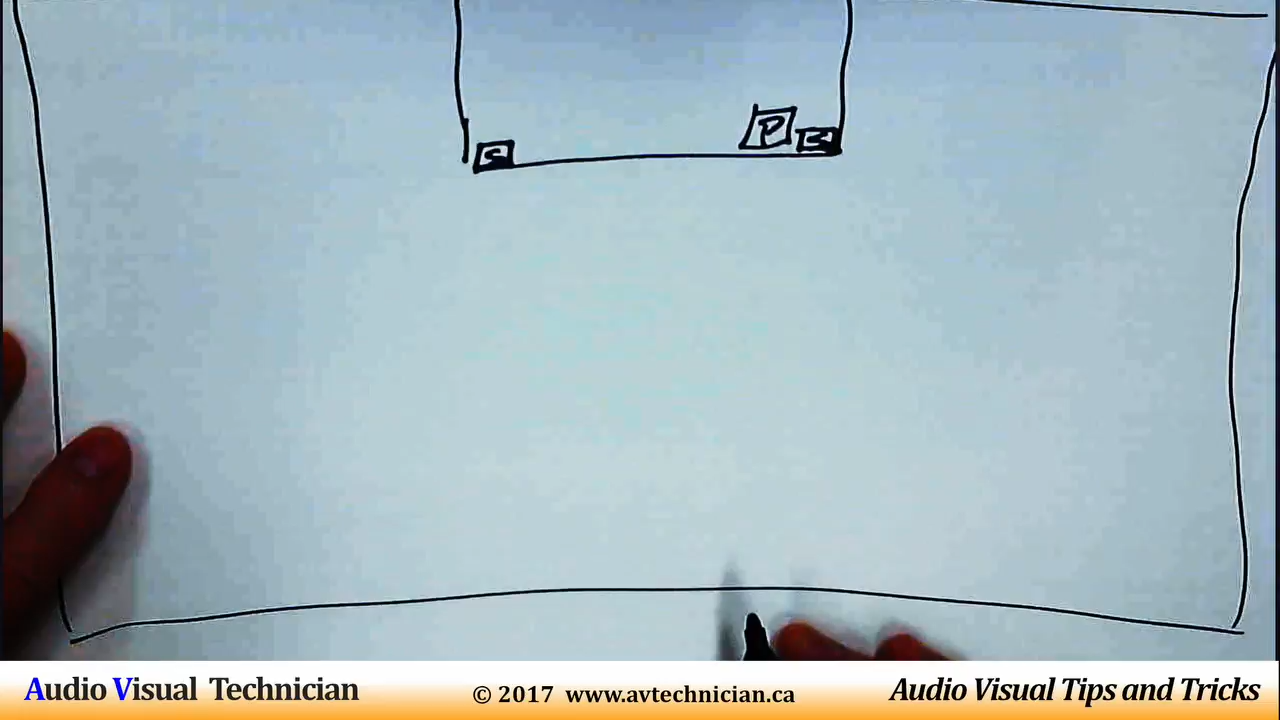 P
S
S
Audio Visual Technician
© 2017 www.avtechnician.ca
Audio Visual Tips and Tricks